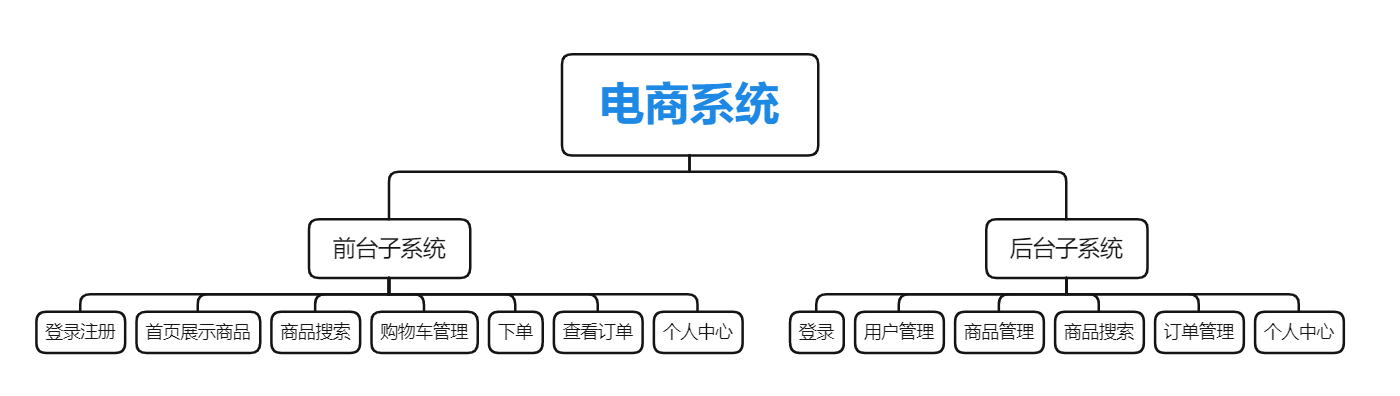 电商系统
前台子系统
后台子系统
登录注册
首页展示商品
商品搜索
购物车管理
下单
查看订单
个人中心
登录
用户管理
商品管理
商品搜索
订单管理
个人中心